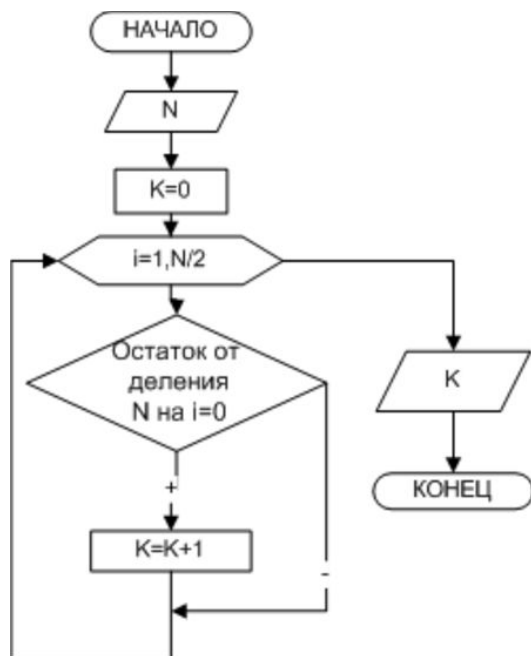 НАЧАЛО
N
K=0
i=1,N/2
Остаток от
деления
N на i=0
+
K=K+1
-
K
КОНЕЦ